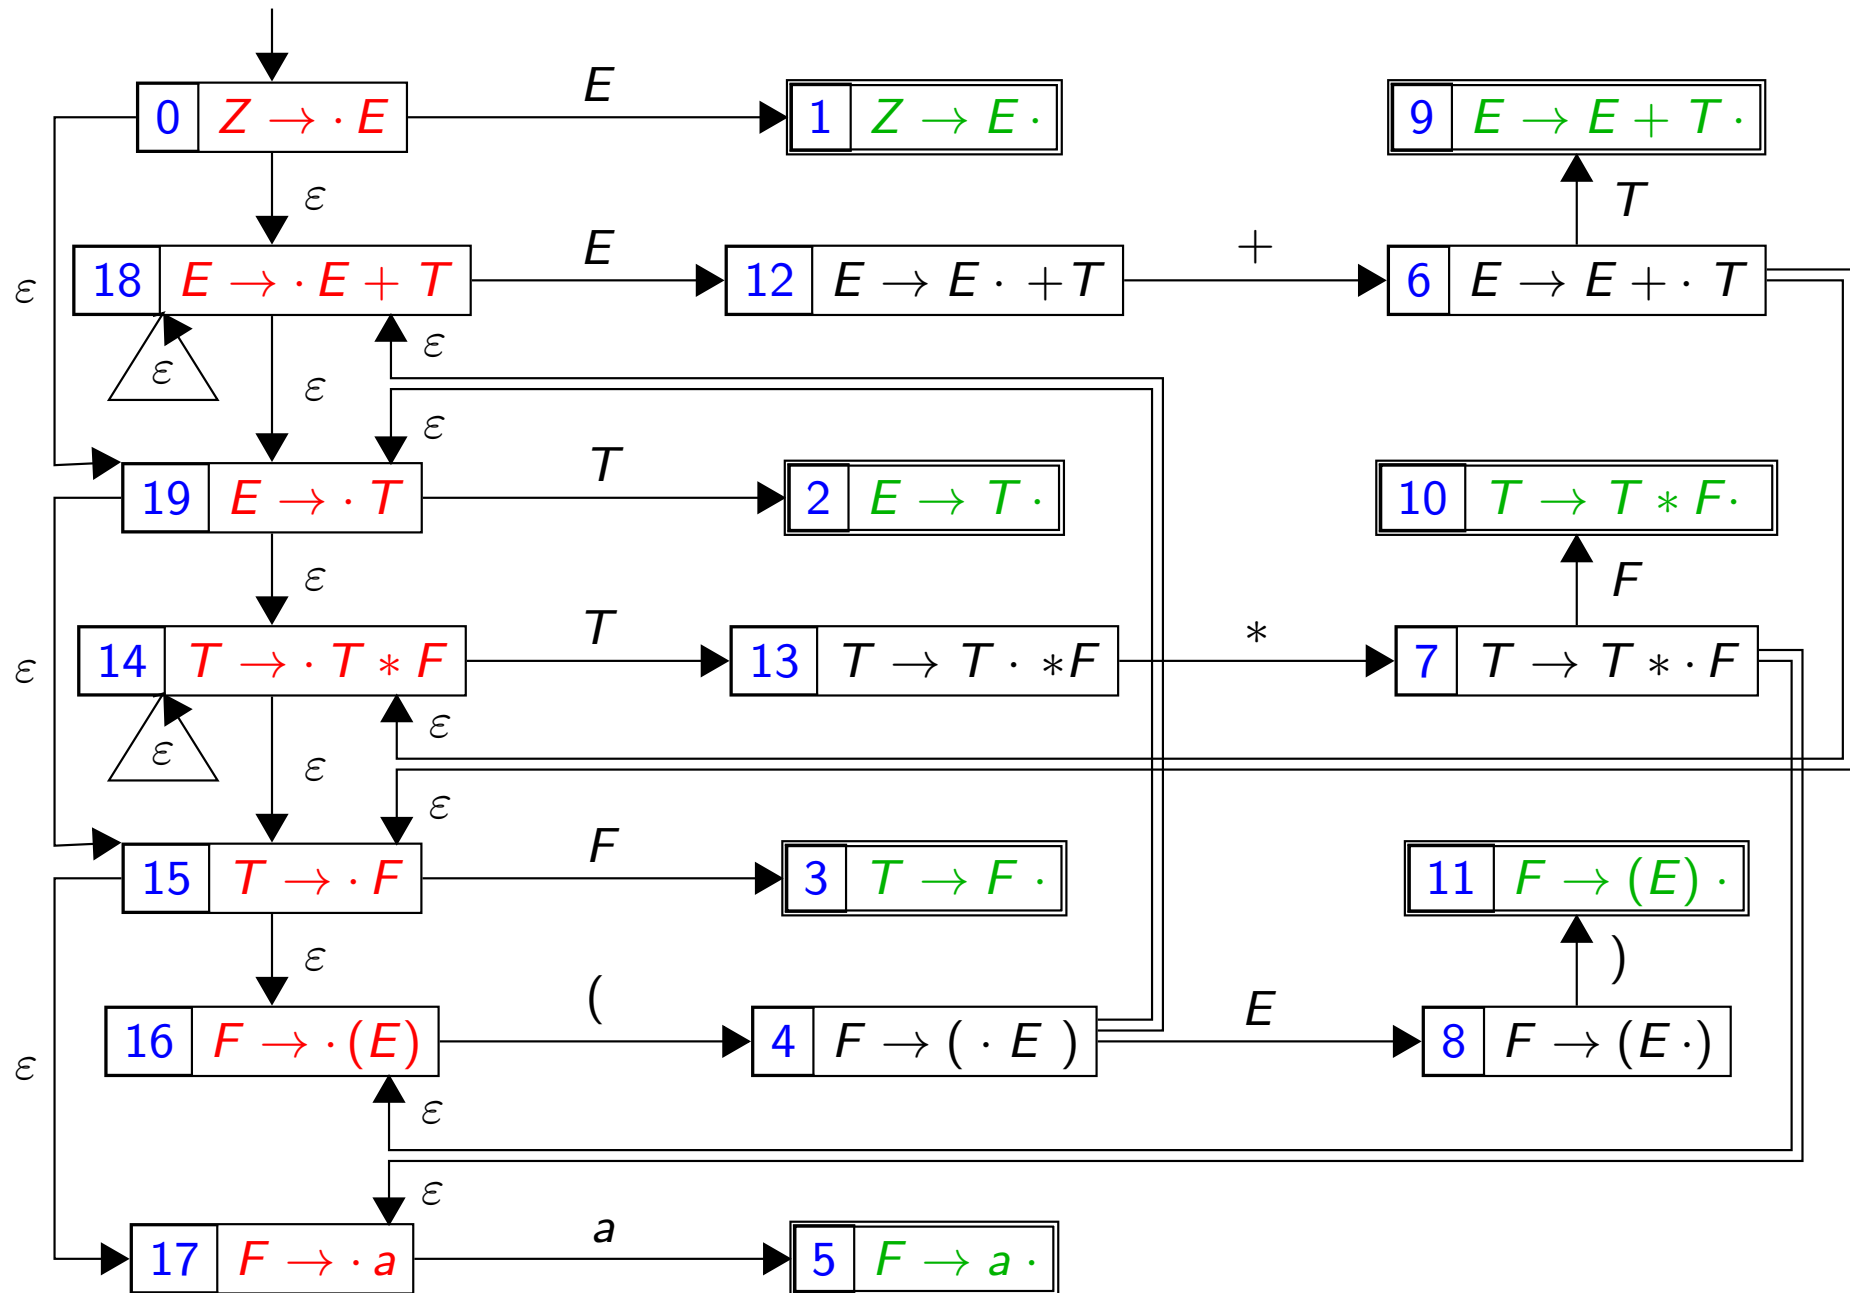 0 Z → · E E 1 Z → E · 9 E → E + T ·
ε T
ε 18 E → · E + T E 12 E → E · +T + 6 E → E + · T
ε ε ε
ε
19 E → · T T 2 E → T · 10 T → T ∗ F ·
ε F
ε 14 T → · T ∗ F T 13 T → T · ∗F ∗ 7 T → T ∗ · F
ε ε ε
ε
15 T → · F F 3 T → F · 11 F → (E) ·
ε )
ε 16 F → · (E) ( 4 F → ( · E ) E 8 F → (E ·)
ε
ε
17 F → · a a 5 F → a ·